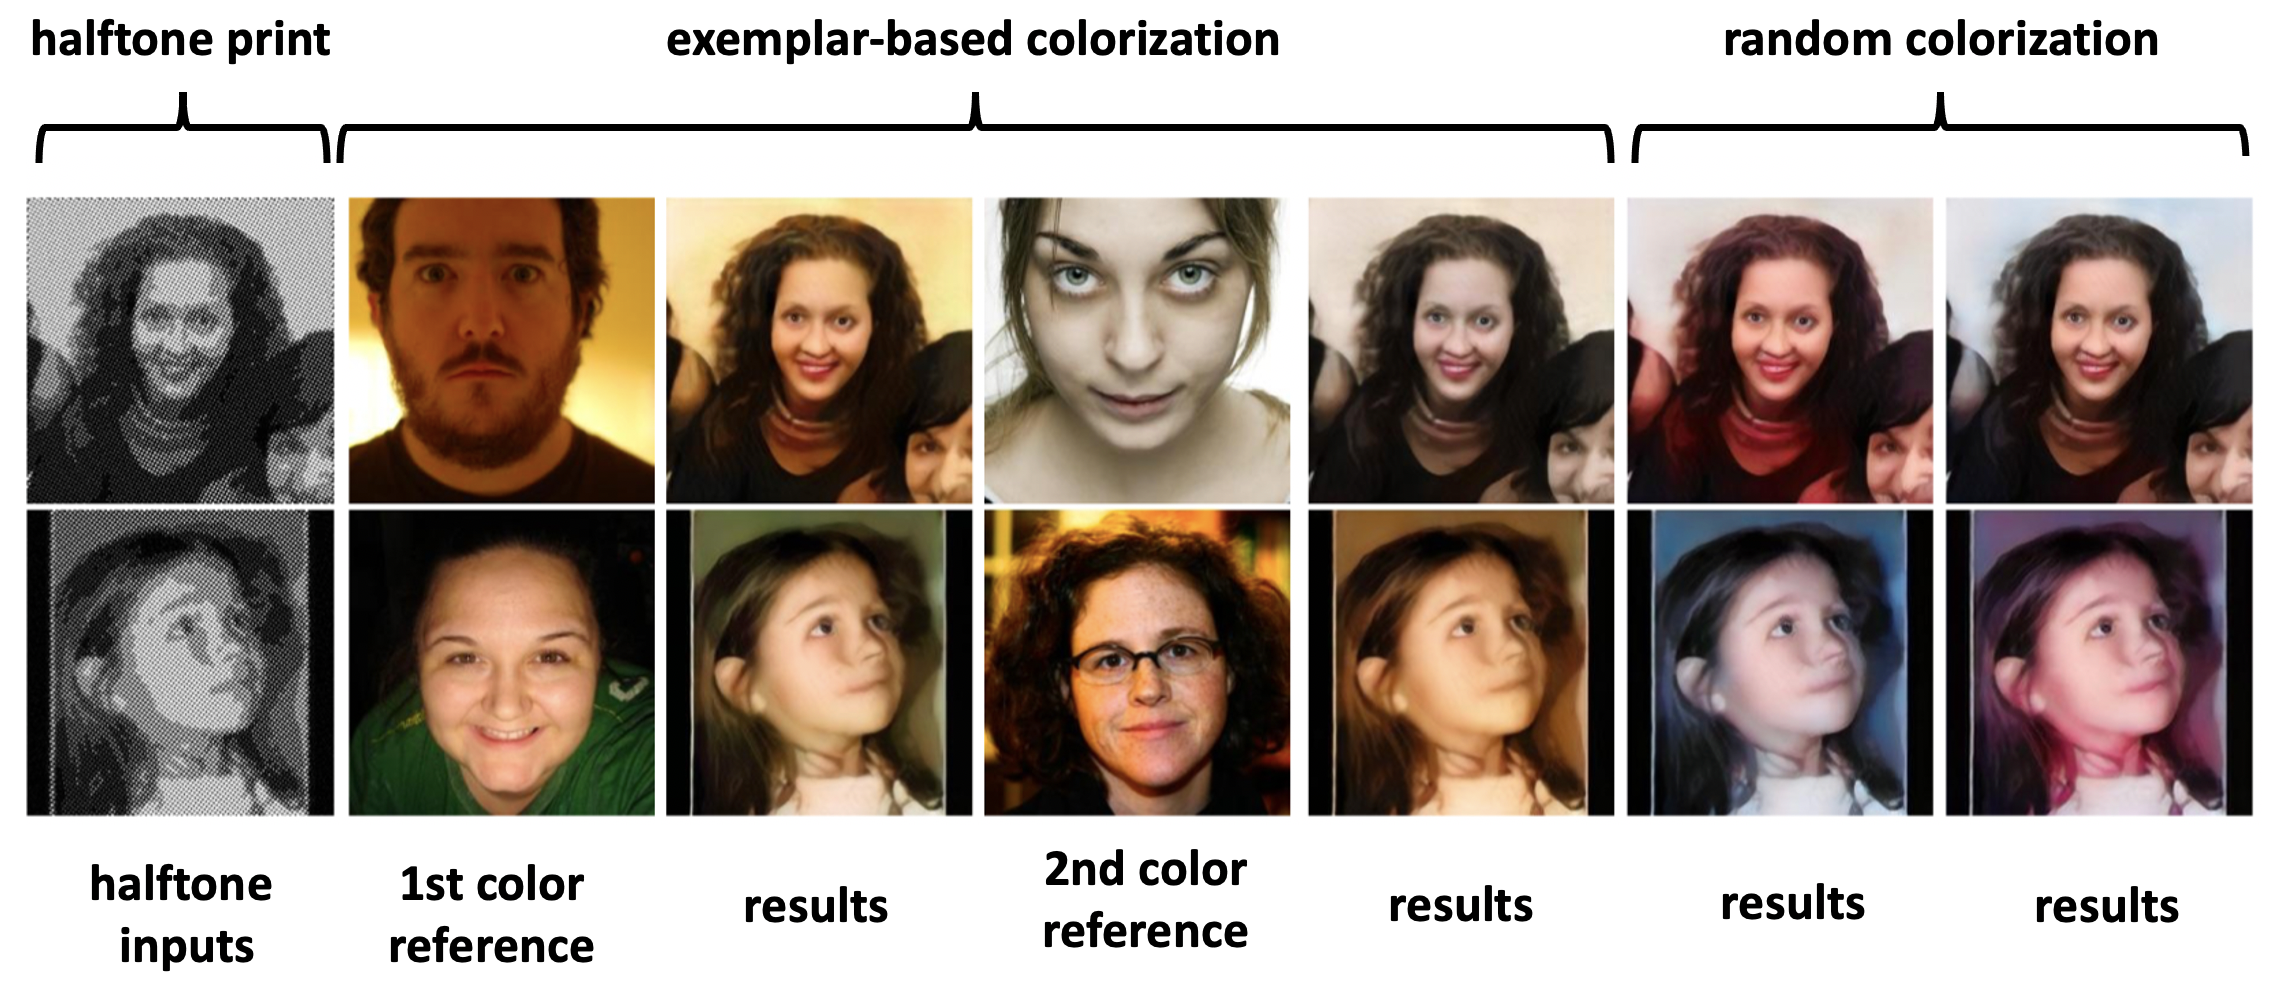 halftone print
exemplar-based colorization
random colorization
halftone
inputs
1st color
reference
results
2nd color
reference
results
results
results